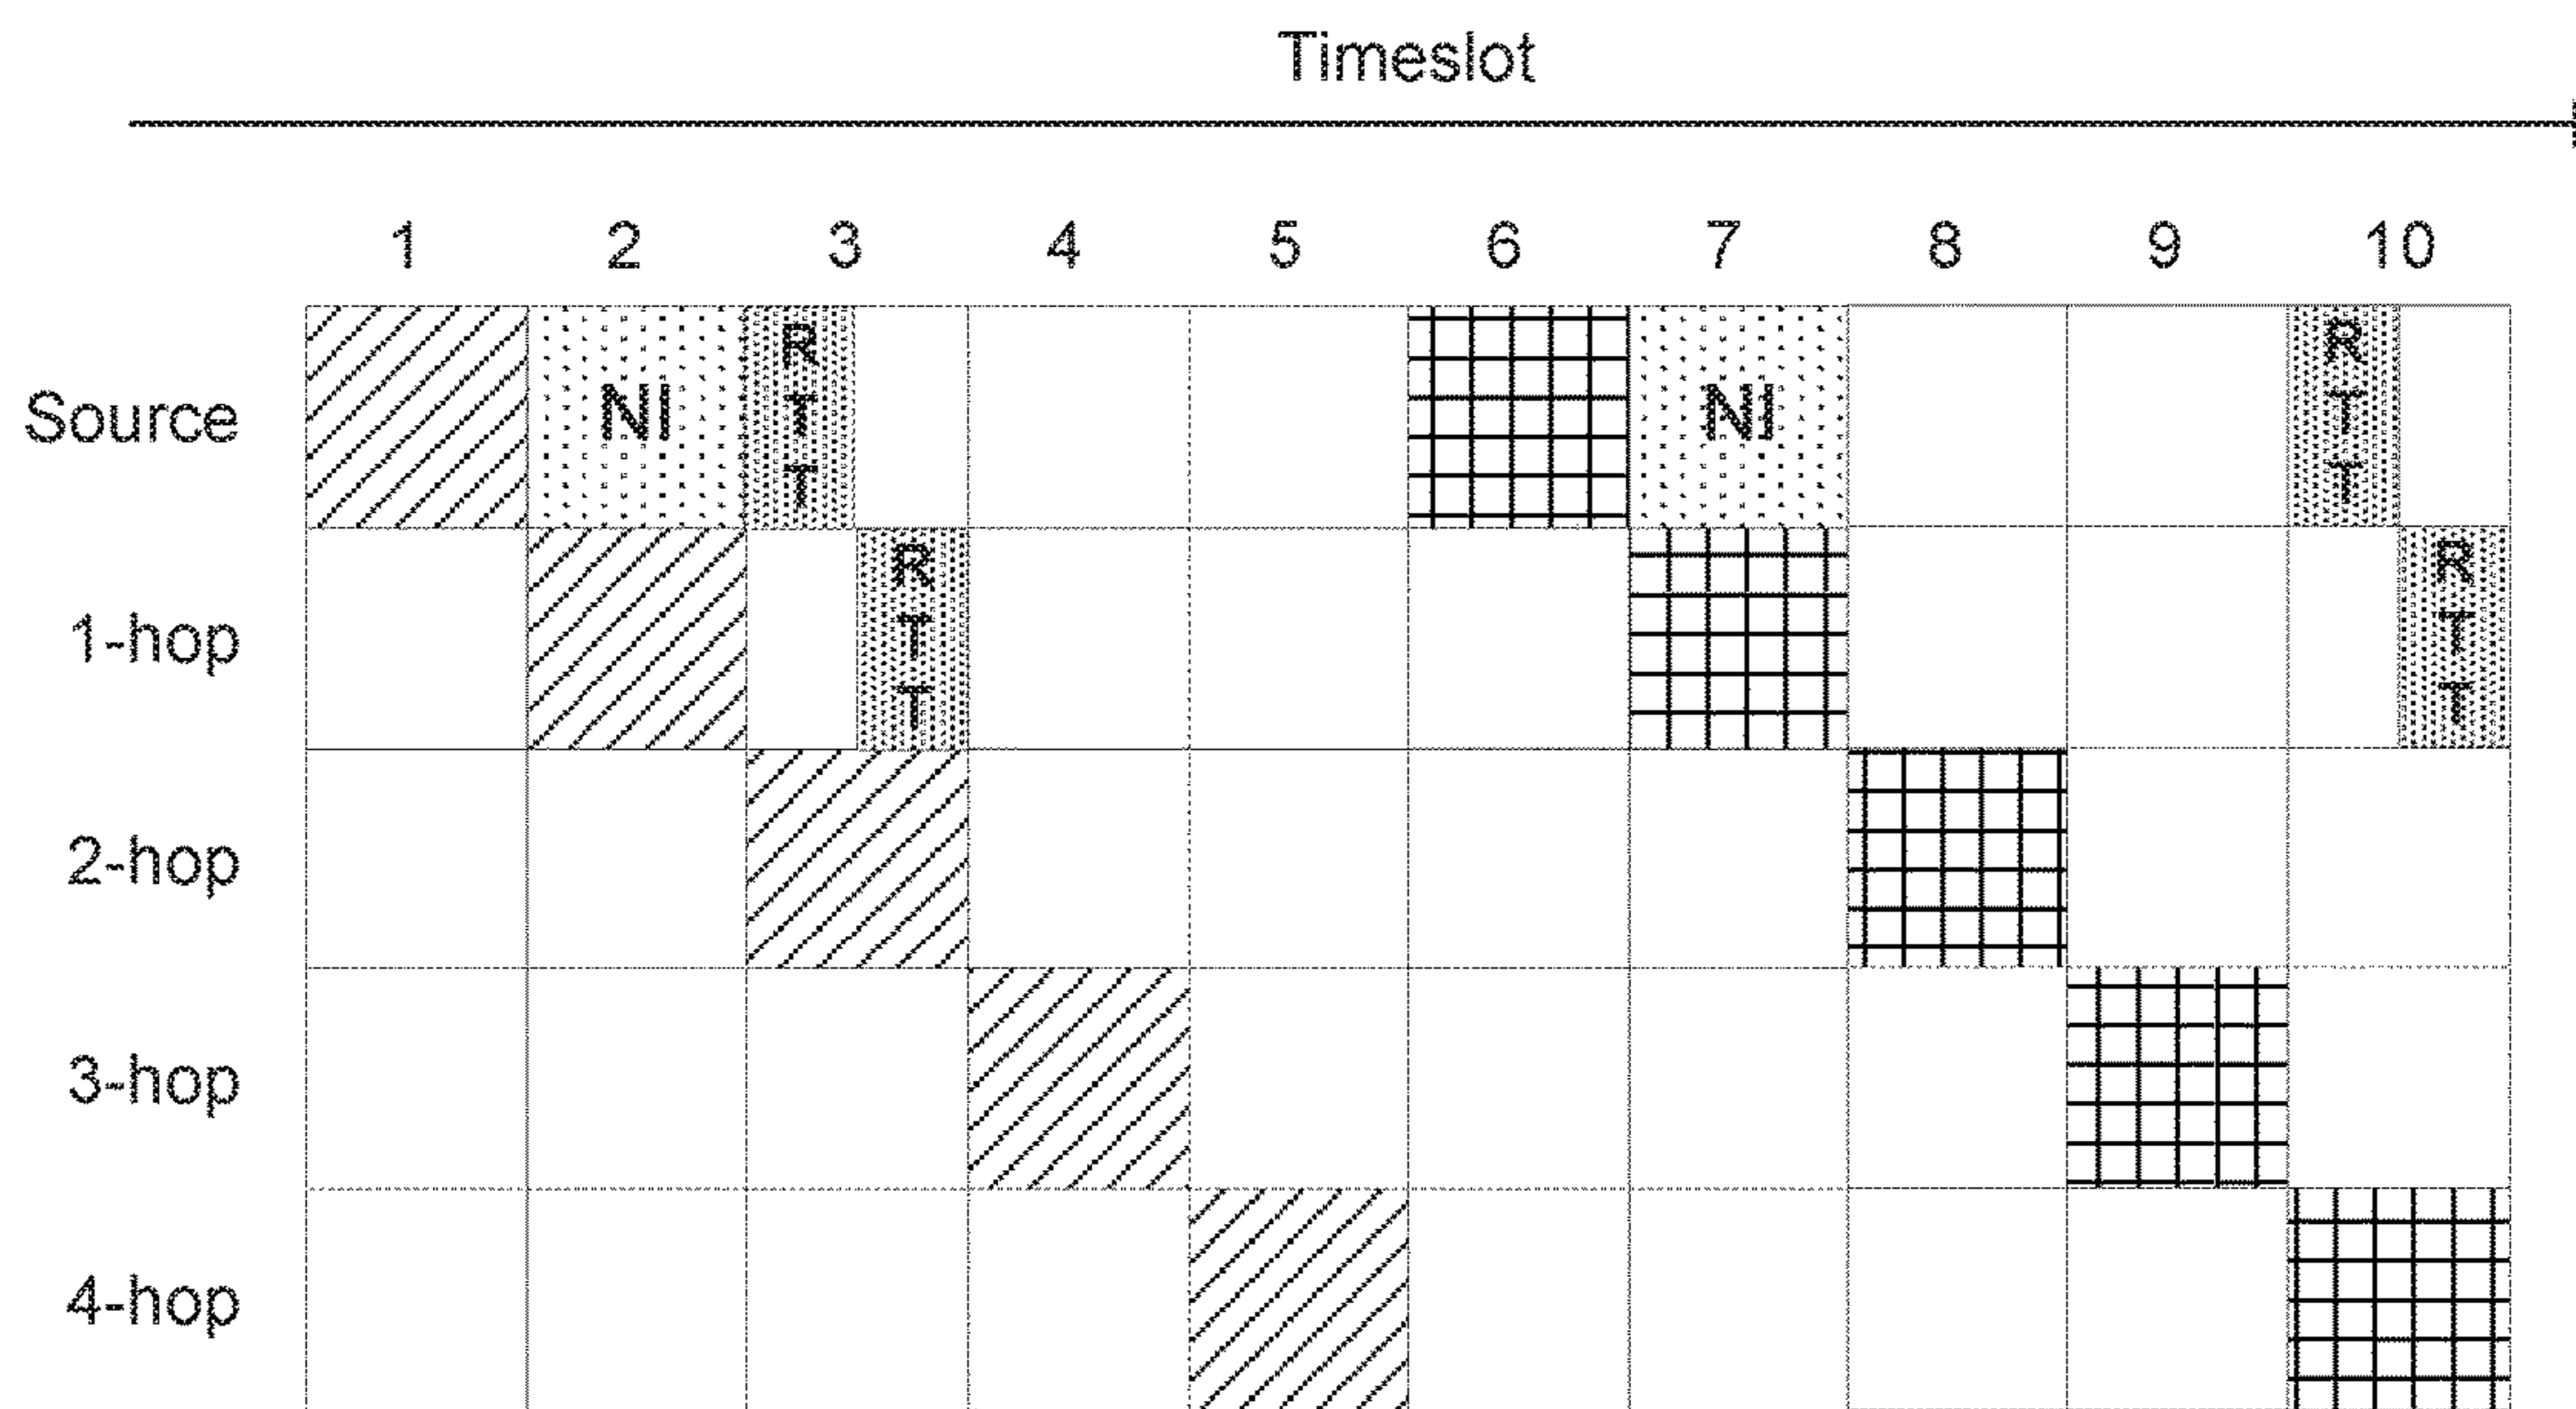 Timeslot
1 2 3 4 5 6 7 8 9 10
Source NI RTT NI RTT
1-hop RTT RTT
2-hop
3-hop
4-hop